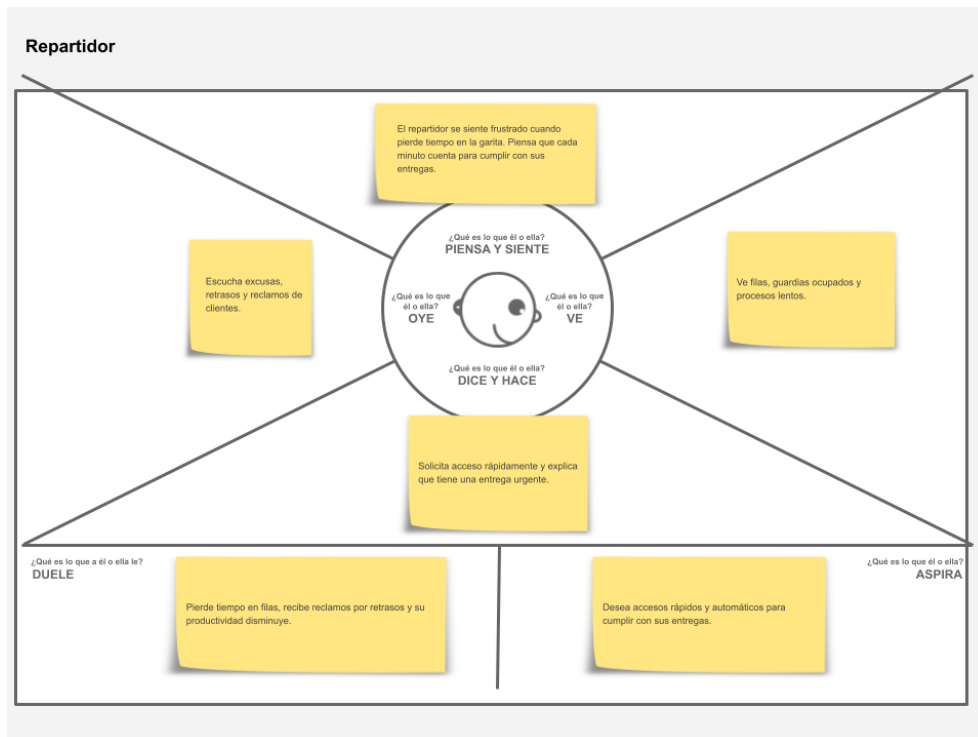 Repartidor
El repartidor se siente frustrado cuando
pierde tiempo en la garita. Piensa que cada
minuto cuenta para cumplir con sus
entregas.
¿Qué es lo que él o ella?
PIENSA Y SIENTE
Escucha excusas,
retrasos y reclamos de
clientes.
¿Qué es lo que
él o ella?
OYE
¿Qué es lo que
él o ella?
VE
Ve filas, guardias ocupados y
procesos lentos.
¿Qué es lo que él o ella?
DICE Y HACE
Solicita acceso rápidamente y explica
que tiene una entrega urgente.
¿Qué es lo que a él o ella le?
DUELE
Pierde tiempo en filas, recibe reclamos por retrasos y su
productividad disminuye.
Desea accesos rápidos y automáticos para
cumplir con sus entregas.
¿Qué es lo que él o ella?
ASPIRA